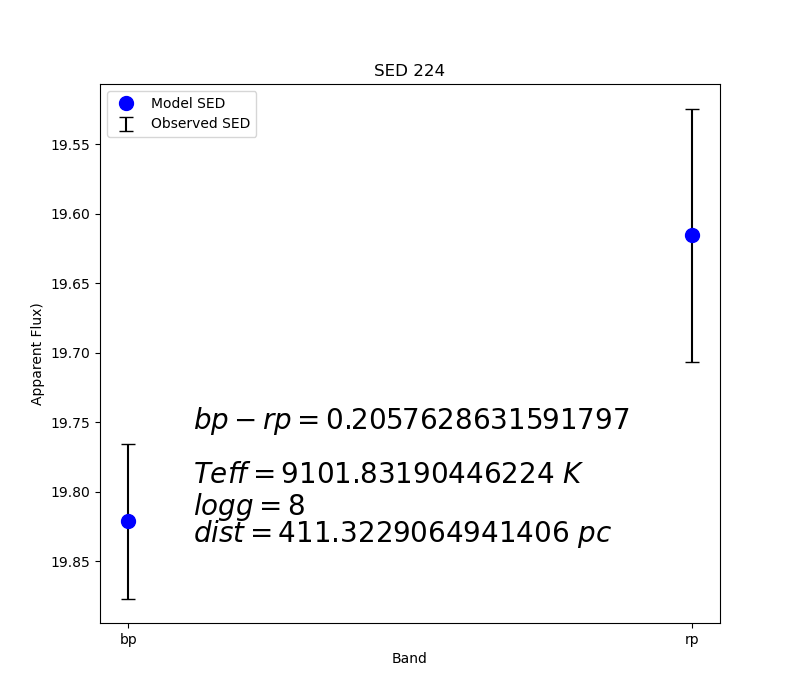 SED 224
Model SED
Observed SED
19.55
19.60
19.65
19.70
19.75
19.80
19.85
Apparent Flux)
bp − rp = 0.2057628631591797
Teff = 9101.83190446224 K
logg = 8
dist = 411.3229064941406 pc
bp
rp
Band